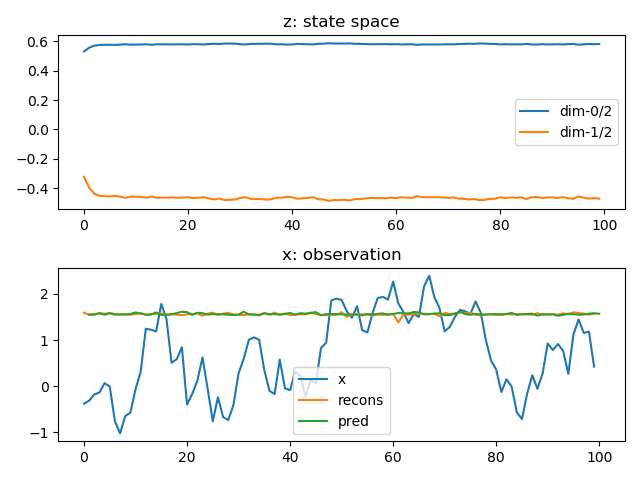 z: state space
0.6
0.4
0.2
0.0
−0.2
−0.4
dim-0/2
dim-1/2
0 20 40 60 80 100
x: observation
2
1
0
−1
x
recons
pred
0 20 40 60 80 100